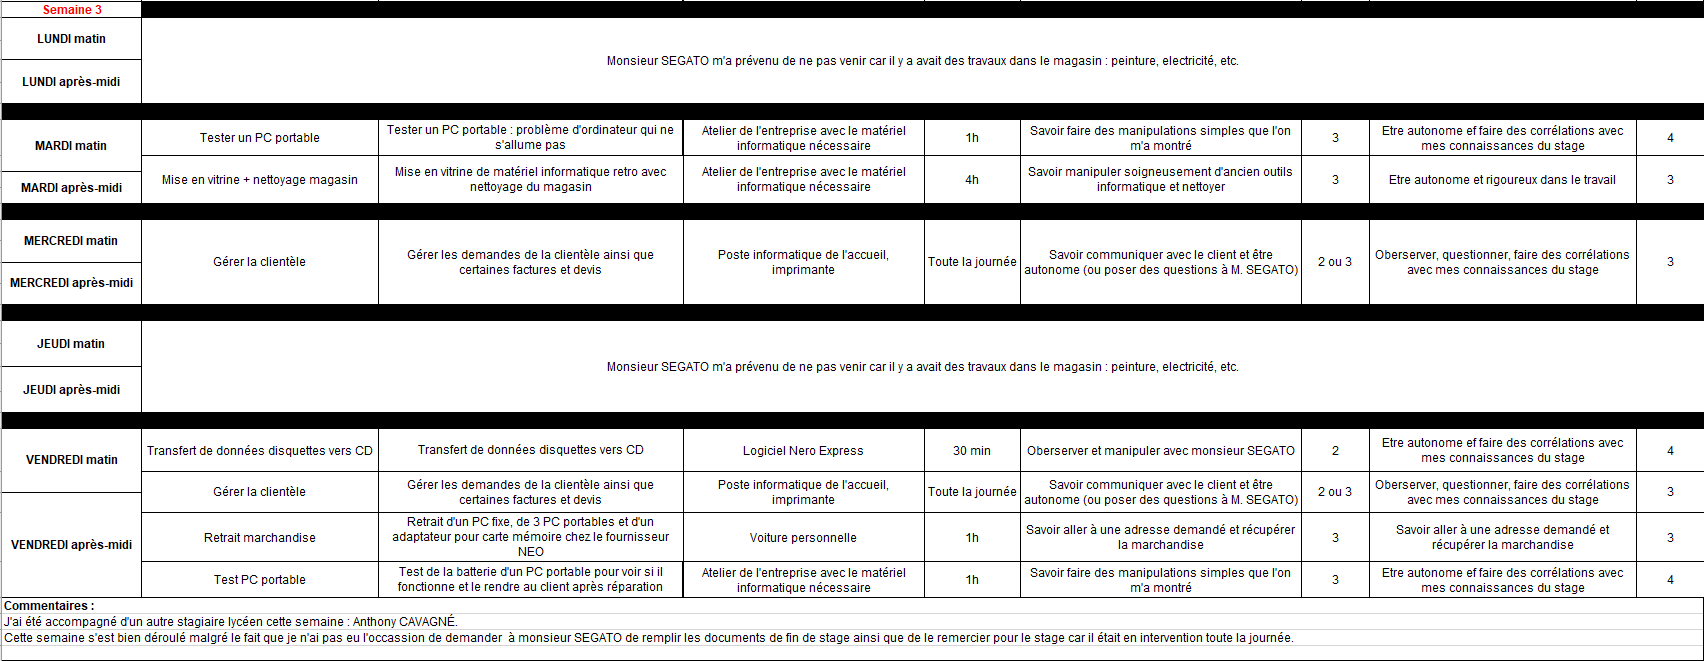 Semaine 3
LUNDI matin
Monsieur SEGATO m'a prévenu de ne pas venir car il y a avait des travaux dans le magasin : peinture, electricité, etc.
LUNDI après-midi
MARDI matin
Tester un PC portable
Tester un PC portable : problème d'ordinateur qui ne
s'allume pas
Atelier de l'entreprise avec le matériel
informatique nécessaire
1h
Savoir faire des manipulations simples que l'on
m'a montré
3
Etre autonome ef faire des corrélations avec
mes connaissances du stage
4
MARDI après-midi
Mise en vitrine + nettoyage magasin
Mise en vitrine de matériel informatique retro avec
nettoyage du magasin
Atelier de l'entreprise avec le matériel
informatique nécessaire
4h
Savoir manipuler soigneusement d'ancien outils
informatique et nettoyer
3
Etre autonome et rigoureux dans le travail
3
MERCREDI matin
MERCREDI après-midi
Gérer la clientèle
Gérer les demandes de la clientèle ainsi que
certaines factures et devis
Poste informatique de l'accueil,
imprimante
Toute la journée
Savoir communiquer avec le client et être
autonome (ou poser des questions à M. SEGATO)
2 ou 3
Oberserver, questionner, faire des corrélations
avec mes connaissances du stage
3
JEUDI matin
Monsieur SEGATO m'a prévenu de ne pas venir car il y a avait des travaux dans le magasin : peinture, electricité, etc.
JEUDI après-midi
VENDREDI matin
Transfert de données disquettes vers CD
Transfert de données disquettes vers CD
Logiciel Nero Express
30 min
Oberserver et manipuler avec monsieur SEGATO
2
Etre autonome ef faire des corrélations avec
mes connaissances du stage
4
Gérer la clientèle
Gérer les demandes de la clientèle ainsi que
certaines factures et devis
Poste informatique de l'accueil,
imprimante
Toute la journée
Savoir communiquer avec le client et être
autonome (ou poser des questions à M. SEGATO)
2 ou 3
Oberserver, questionner, faire des corrélations
avec mes connaissances du stage
3
VENDREDI après-midi
Retrait marchandise
Retrait d'un PC fixe, de 3 PC portables et d'un
adaptateur pour carte mémoire chez le fournisseur
NEO
Voiture personnelle
1h
Savoir aller à une adresse demandé et récupérer
la marchandise
3
Savoir aller à une adresse demandé et
récupérer la marchandise
3
Test PC portable
Test de la batterie d'un PC portable pour voir si il
fonctionne et le rendre au client après réparation
Atelier de l'entreprise avec le matériel
informatique nécessaire
1h
Savoir faire des manipulations simples que l'on
m'a montré
3
Etre autonome ef faire des corrélations avec
mes connaissances du stage
4
Commentaires :
J'ai été accompagné d'un autre stagiaire lycéen cette semaine : Anthony CAVAGNÉ.
Cette semaine s'est bien déroulé malgré le fait que je n'ai pas eu l'occassion de demander à monsieur SEGATO de remplir les documents de fin de stage ainsi que de le remercier pour le stage car il était en intervention toute la journée.